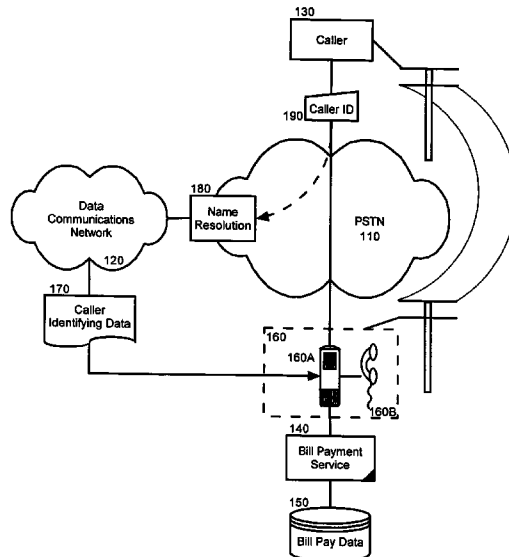 130
Caller
190
Caller ID
180
Name
Resolution
Data
Communications
Network
120
PSTN
110
170
Caller
Identifying Data
160
160A
160B
140
Bill Payment
Service
150
Bill Pay Data